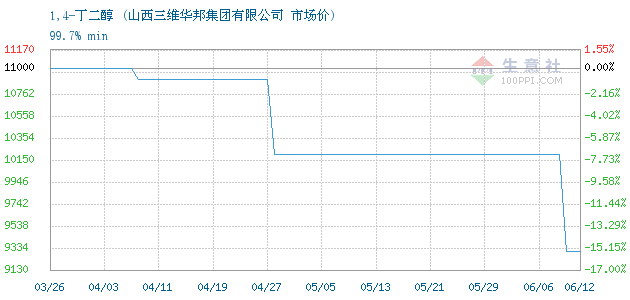 1,4-丁二醇 (山西三维华邦集团有限公司 市场价)
99.7% min
11170 1.55%
11000 0.00%
10762 -2.16%
10558 -4.02%
10354 -5.87%
10150 -7.73%
9946 -9.58%
9742 -11.44%
9538 -13.29%
9334 -15.15%
9130 -17.00%
生意社
100PPI.COM
03/26 04/03 04/11 04/19 04/27 05/05 05/13 05/21 05/29 06/06 06/12